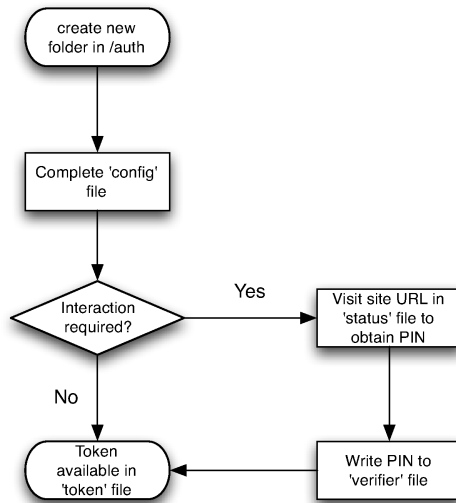 create new
folder in /auth
Complete 'config'
file
Interaction
required?
Yes
Visit site URL in
'status' file to
obtain PIN
No
Token
available in
'token' file
Write PIN to
'verifier' file